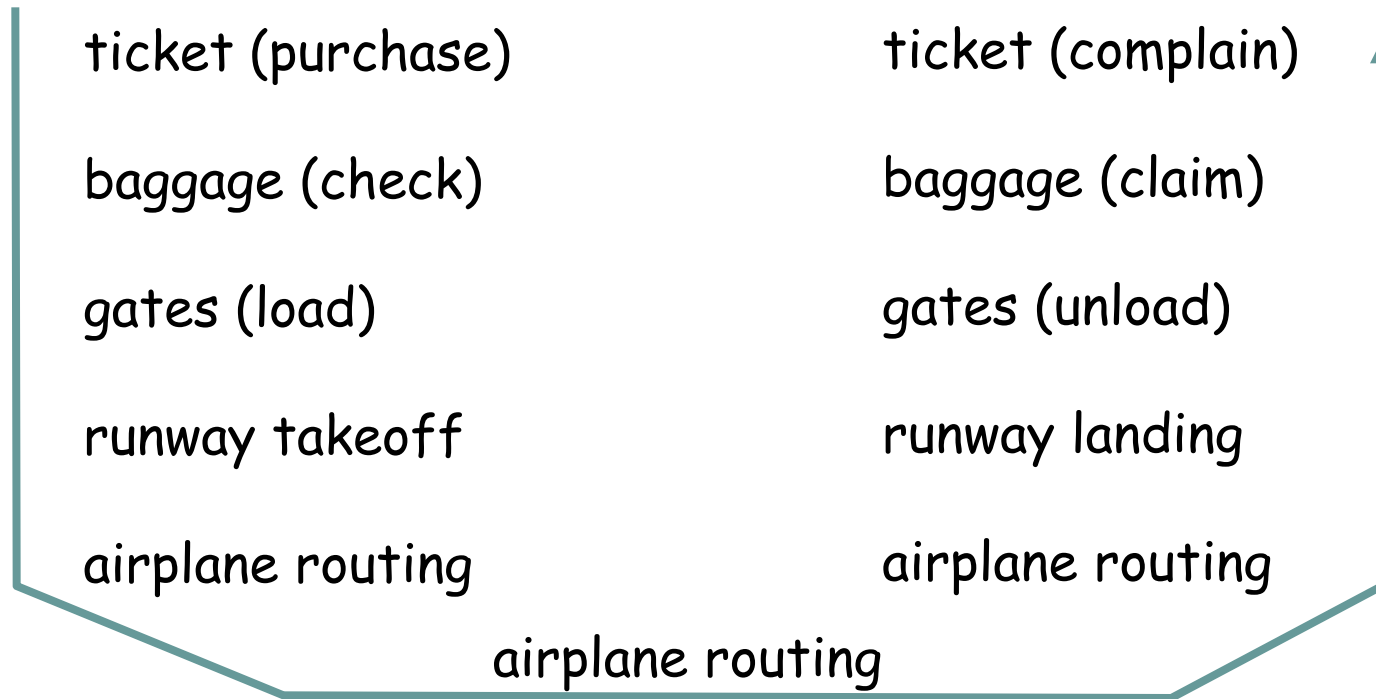 ticket (purchase)
ticket (complain)
baggage (check)
baggage (claim)
gates (load)
gates (unload)
runway takeoff
runway landing
airplane routing
airplane routing
airplane routing